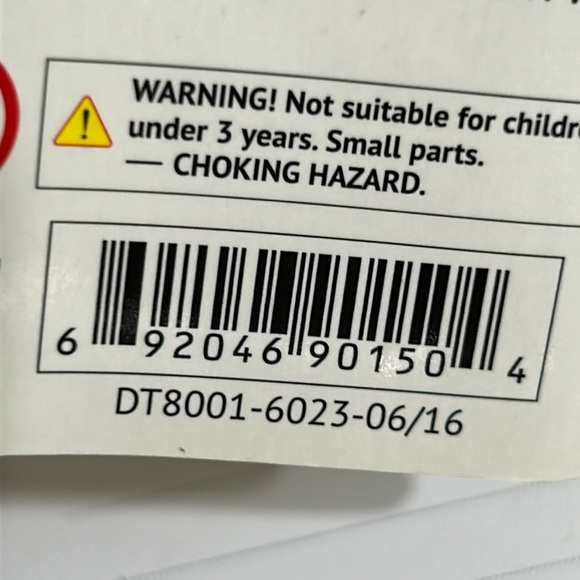 WARNING! Not suitable for
under 3 years. Small parts.
— CHOKING HAZARD.
6 92046 90150 4
DT8001-6023-06/16